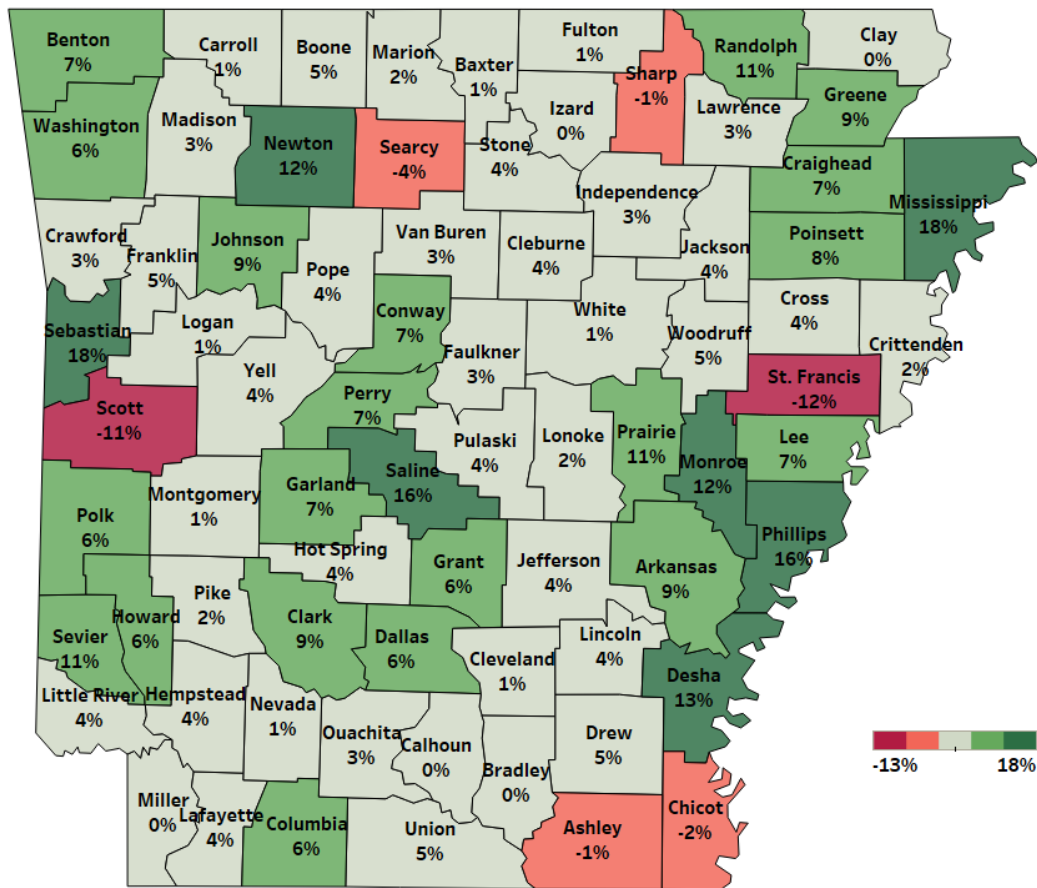 Benton
7%
Carroll
1%
Boone
5%
Marion
2%
Baxter
1%
Fulton
1%
Sharp
-1%
Randolph
11%
Clay
0%
Washington
6%
Madison
3%
Newton
12%
Searcy
-4%
Stone
4%
Izard
0%
Lawrence
3%
Greene
9%
Craighead
7%
Mississippi
18%
Crawford
3%
Franklin
5%
Johnson
9%
Pope
4%
Van Buren
3%
Cleburne
4%
Independence
3%
Jackson
4%
Poinsett
8%
Sebastian
18%
Logan
1%
Conway
7%
Faulkner
3%
White
1%
Woodruff
5%
Cross
4%
Crittenden
2%
Scott
-11%
Yell
4%
Perry
7%
Pulaski
4%
Lonoke
2%
Prairie
11%
Monroe
12%
St. Francis
-12%
Lee
7%
Polk
6%
Montgomery
1%
Garland
7%
Saline
16%
Hot Spring
4%
Grant
6%
Jefferson
4%
Arkansas
9%
Phillips
16%
Sevier
11%
Howard
6%
Pike
2%
Clark
9%
Dallas
6%
Cleveland
1%
Lincoln
4%
Desha
13%
Little River
4%
Hempstead
4%
Nevada
1%
Ouachita
3%
Calhoun
0%
Bradley
0%
Drew
5%
Miller
0%
Lafayette
4%
Columbia
6%
Union
5%
Ashley
-1%
Chicot
-2%
-13%
18%